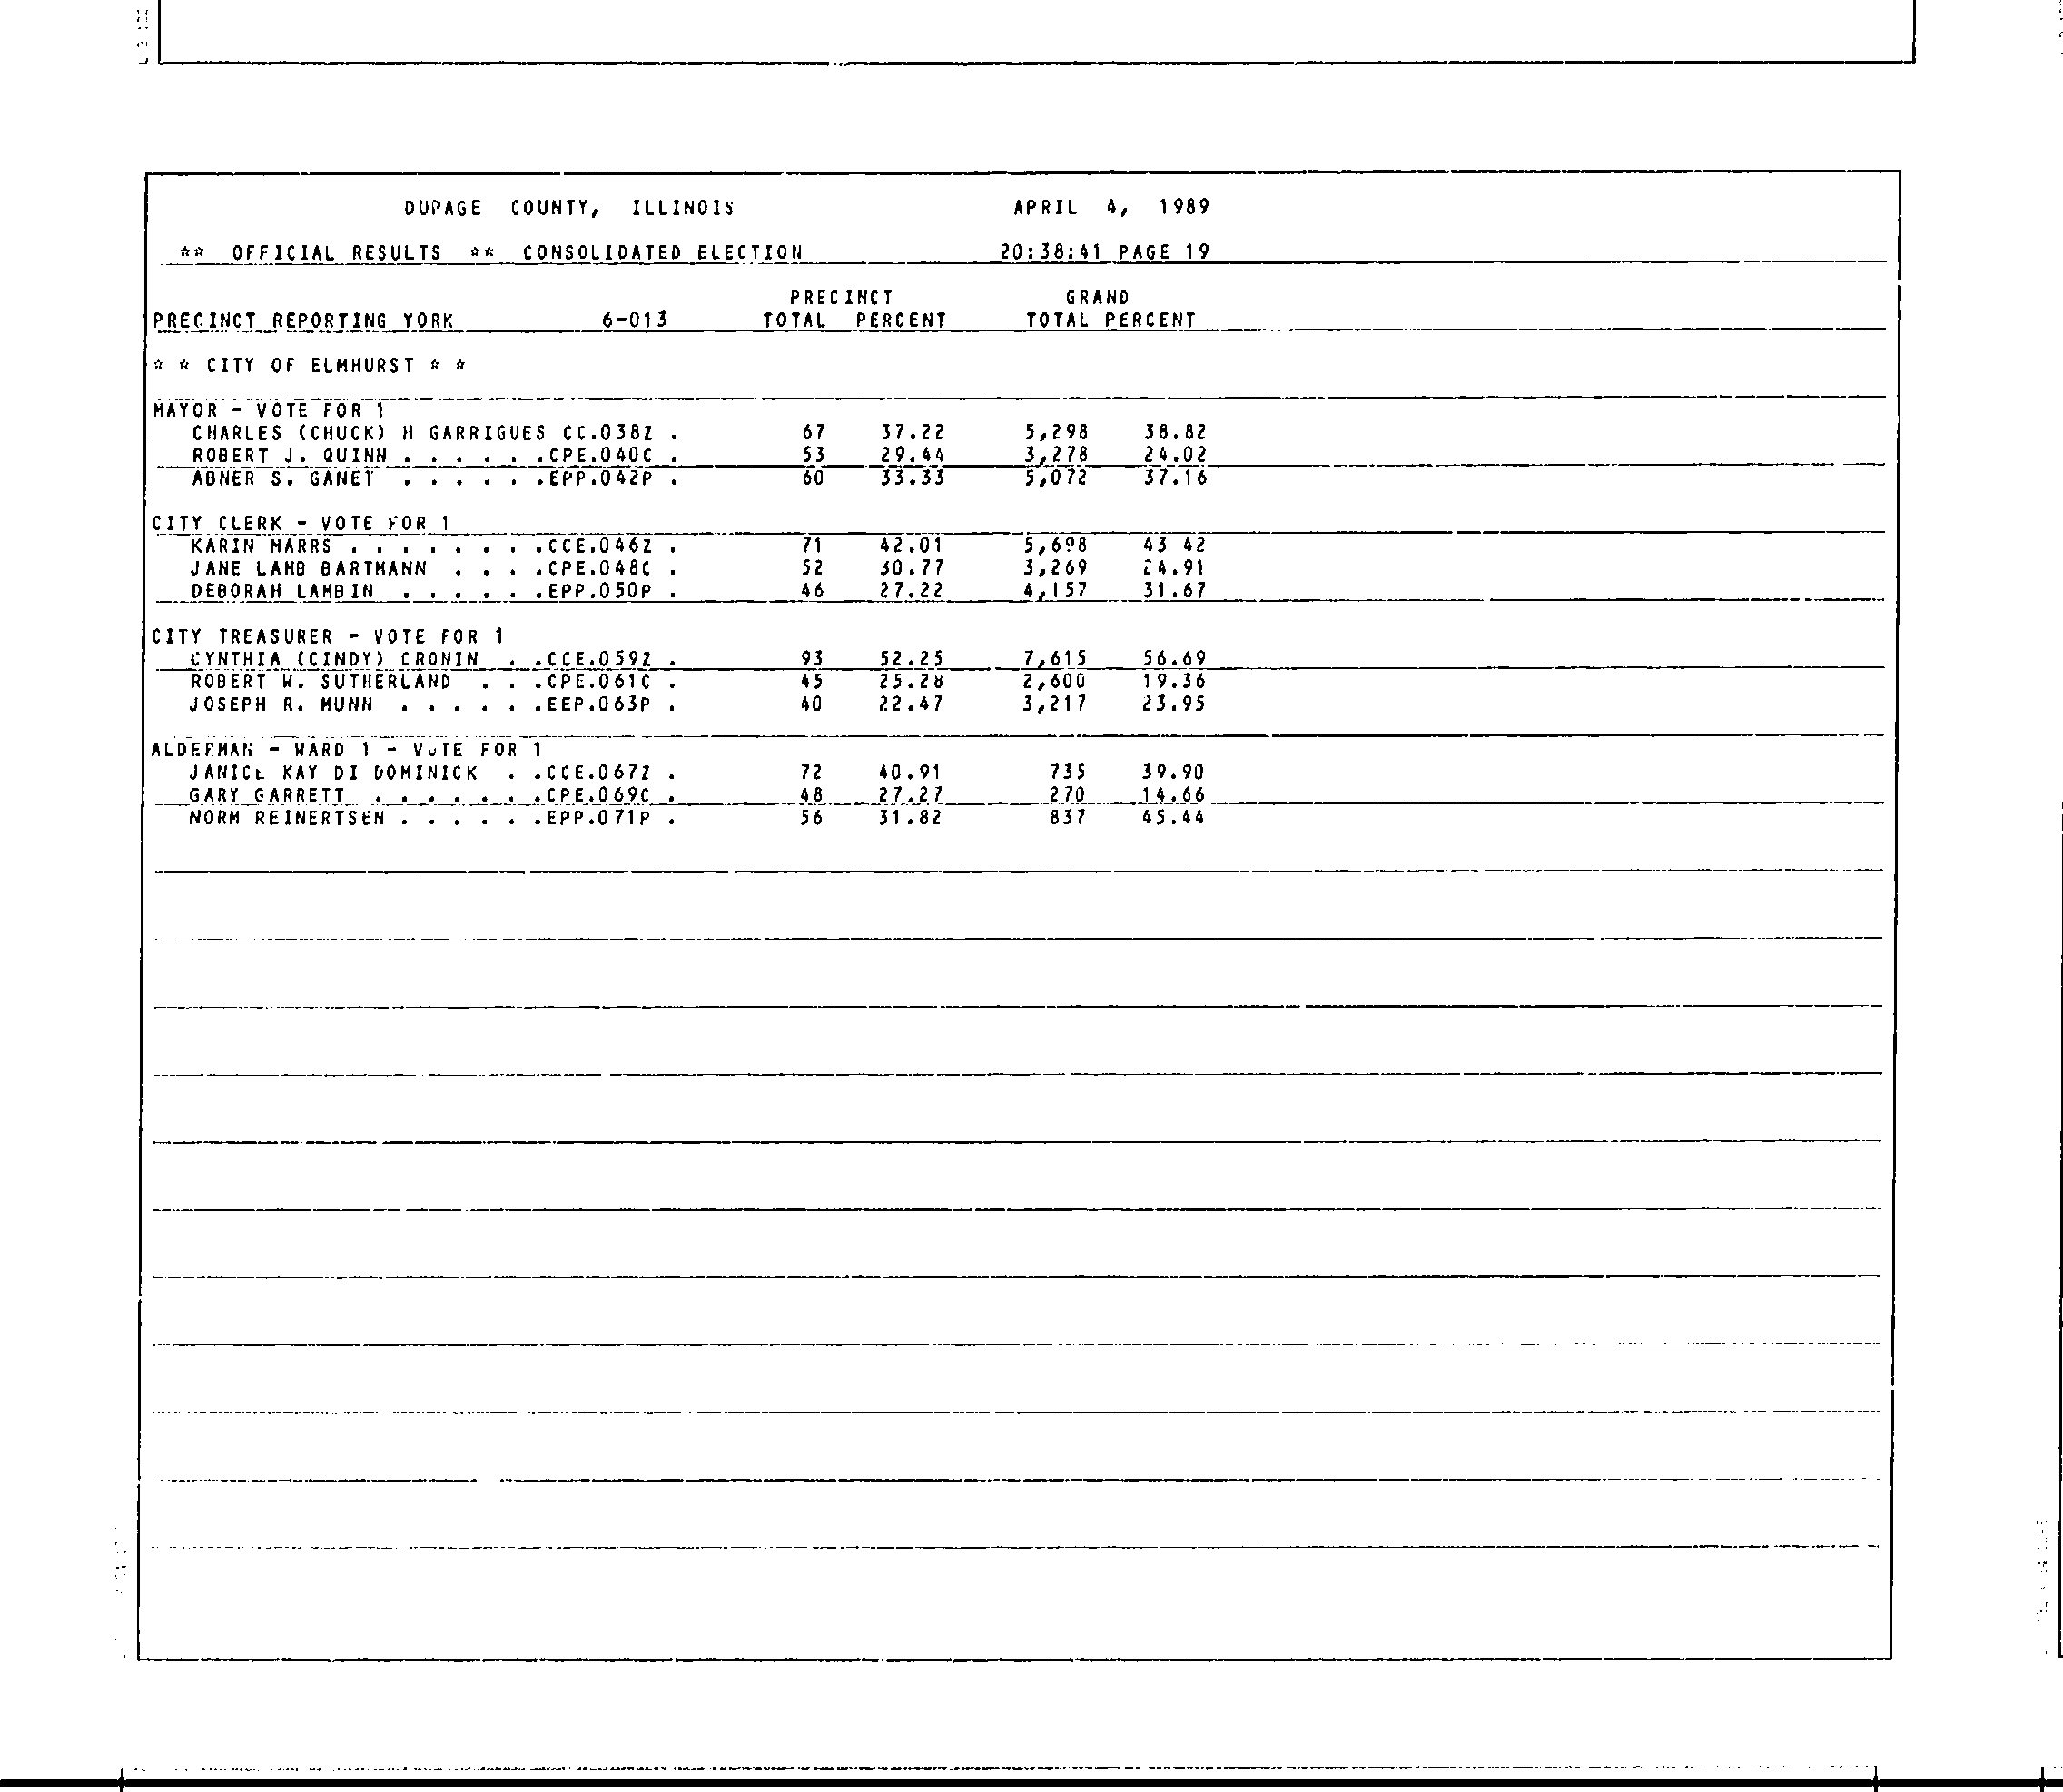 DUPAGE COUNTY, ILLINOIS APRIL 4, 1989
** OFFICIAL RESULTS ** CONSOLIDATED ELECTION 20:38:41 PAGE 19
PRECINCT GRAND
PRECINCT REPORTING YORK 6-013 TOTAL PERCENT TOTAL PERCENT
* * CITY OF ELMHURST * *
MAYOR - VOTE FOR 1
CHARLES (CHUCK) H GARRIGUES CC.038Z . 67 37.22 5,298 38.82
ROBERT J. QUINN . . . . . .CPE.040C . 53 29.44 3,278 24.02
ABNER S. GANET . . . . . .EPP.042P . 60 33.33 5,072 37.16
CITY CLERK - VOTE FOR 1
KARIN MARRS . . . . . . . .CCE.046Z . 71 42.01 5,698 43 42
JANE LAMB BARTMANN . . . .CPE.048C . 52 30.77 3,269 24.91
DEBORAH LAMBIN . . . . . .EPP.050P . 46 27.22 4,157 31.67
CITY TREASURER - VOTE FOR 1
CYNTHIA (CINDY) CRONIN . .CCE.059Z . 93 52.25 7,615 56.69
ROBERT W. SUTHERLAND . . .CPE.061C . 45 25.28 2,600 19.36
JOSEPH R. MUNN . . . . . .EEP.063P . 40 22.47 3,217 23.95
ALDERMAN - WARD 1 - VOTE FOR 1
JANICE KAY DI DOMINICK . .CCE.067Z . 72 40.91 735 39.90
GARY GARRETT . . . . . . .CPE.069C . 48 27.27 270 14.66
NORM REINERTSEN . . . . . .EPP.071P . 56 31.82 837 45.44